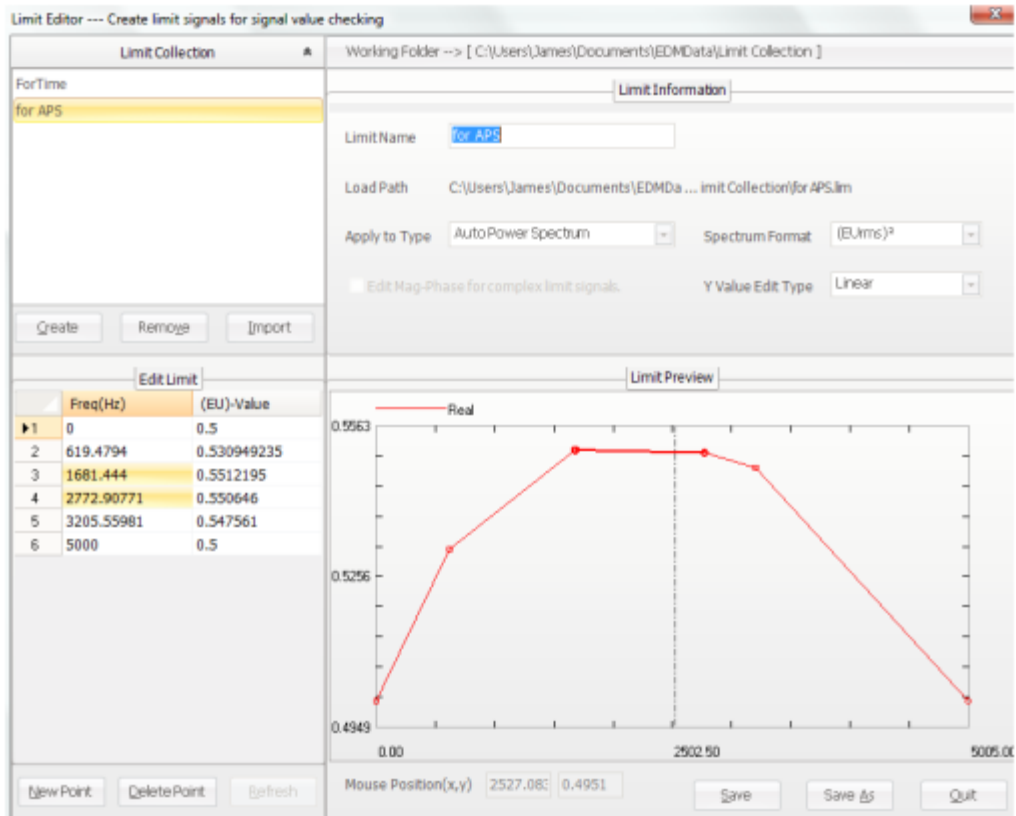 Limit Editor --- Create limit signals for signal value checking
Limit Collection
Working Folder --> [ C:\Users\James\Documents\EDMData\Limit Collection ]
ForTime
for APS
Limit Information
Limit Name for APS
Load Path C:\Users\James\Documents\EDMDa ... imit Collection\for APS.lim
Apply to Type Auto Power Spectrum Spectrum Format (EUrms)²
Edit Mag-Phase for complex limit signals. Y Value Edit Type Linear
Create Remove Import
Edit Limit
Freq(Hz) (EU)-Value
1 0 0.5
2 619.4794 0.530949235
3 1681.444 0.5512195
4 2772.90771 0.550646
5 3205.55981 0.547561
6 5000 0.5
New Point Delete Point Refresh
Limit Preview
Real
0.5563
0.5256
0.4949
0.00 2502.50 5005.00
Mouse Position(x,y) 2527.083 0.4951
Save Save As Quit